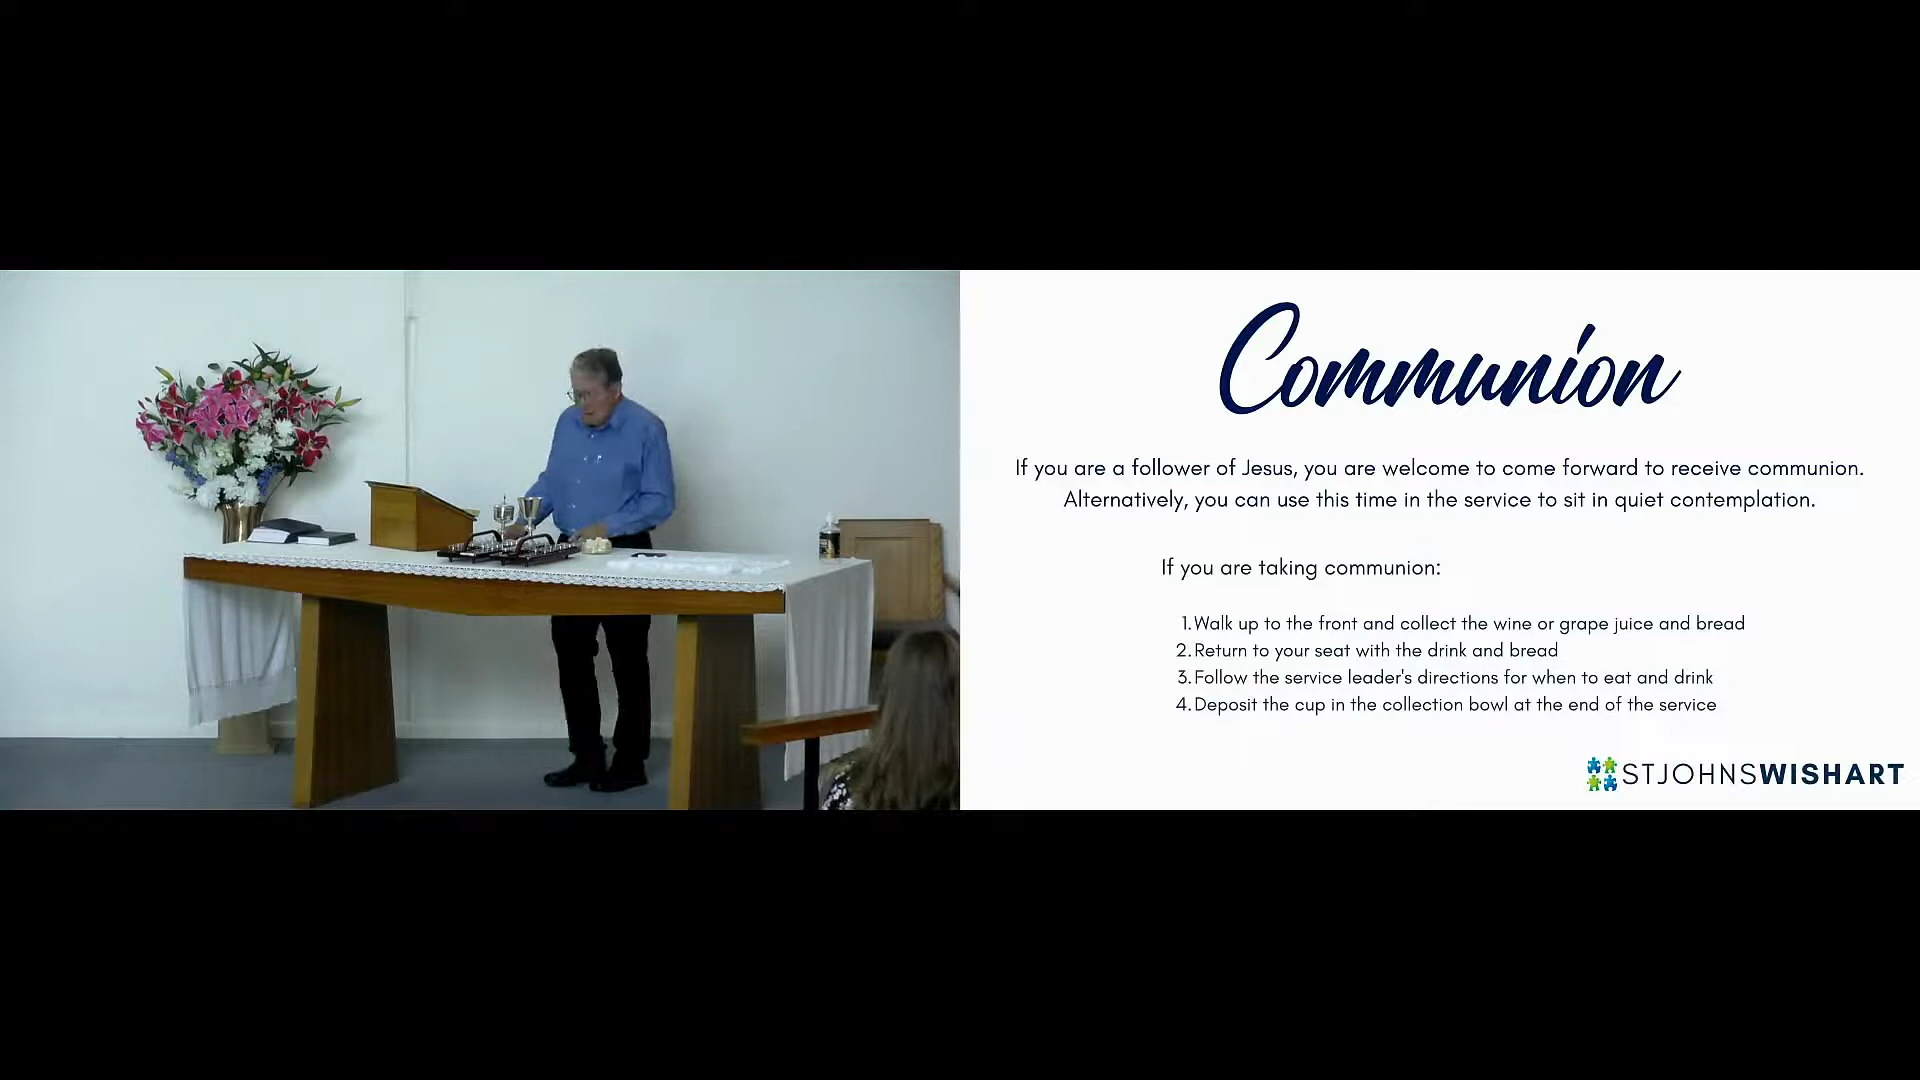 Communion
If you are a follower of Jesus, you are welcome to come forward to receive communion.
Alternatively, you can use this time in the service to sit in quiet contemplation.
If you are taking communion:
1. Walk up to the front and collect the wine or grape juice and bread
2. Return to your seat with the drink and bread
3. Follow the service leader's directions for when to eat and drink
4. Deposit the cup in the collection bowl at the end of the service
STJOHNSWISHART